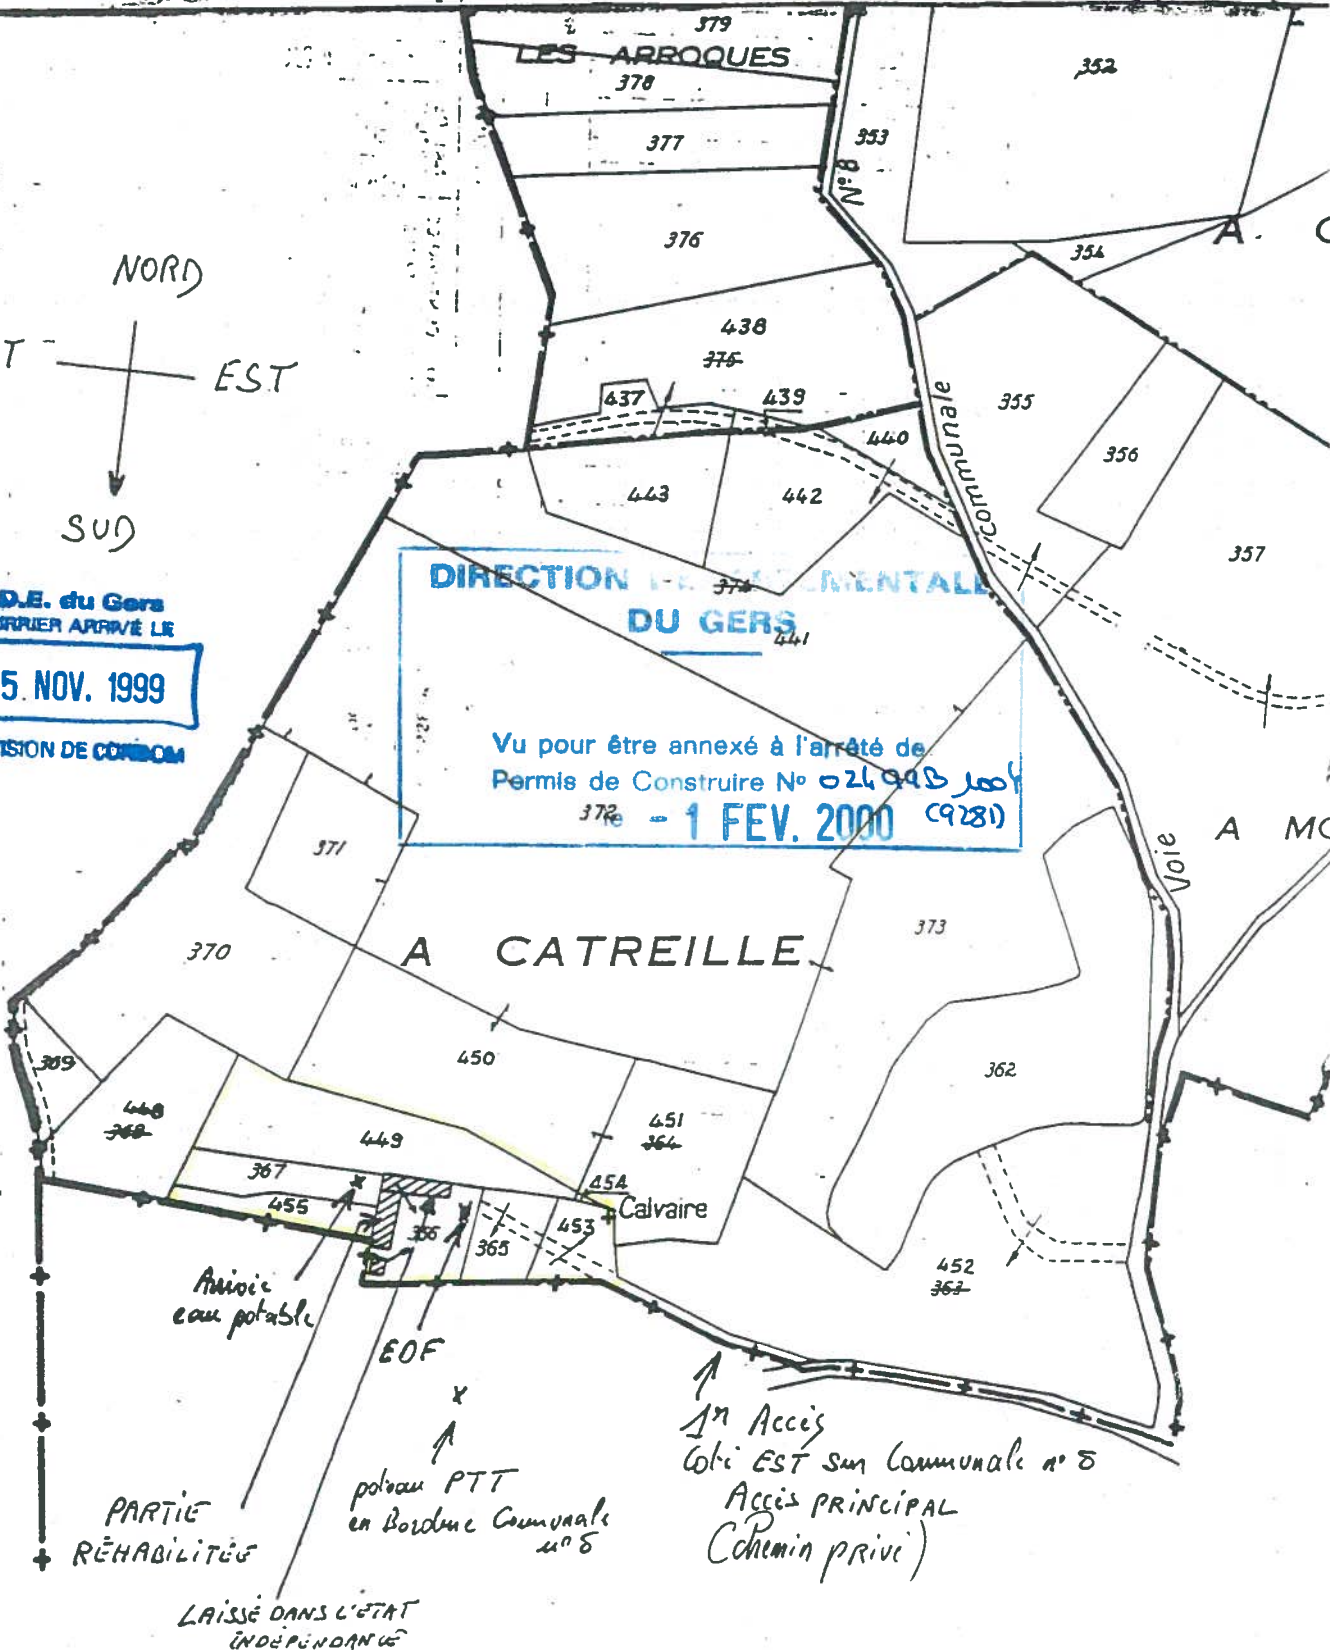 379
LES ARROQUES
378
377
376
352
353
N°8
354
A.
438
375
437
439
440
355
356
357
443
442
374
441
Communale
NORD
T
EST
SUD
D.E. du Gers
ARRIVÉ LE
5. NOV. 1999
DIRECTION
DU GERS
Vu pour être annexé à l'arrêté de
Permis de Construire N°
(9281)
le - 1 FEV. 2000
372
371
370
A CATREILLE
373
Voie
A MO
369
448
368
450
451
364
362
449
367
455
454
Calvaire
366
365
453
452
363
Arrivée
eau potable
EDF
x
poteau PTT
en Bordure Communale
n° 8
1er Accès
Coté EST sur Communale n° 8
Accès PRINCIPAL
(Chemin privé)
PARTIE
RÉHABILITÉE
LAISSÉ DANS L'ÉTAT
INDÉPENDANCE